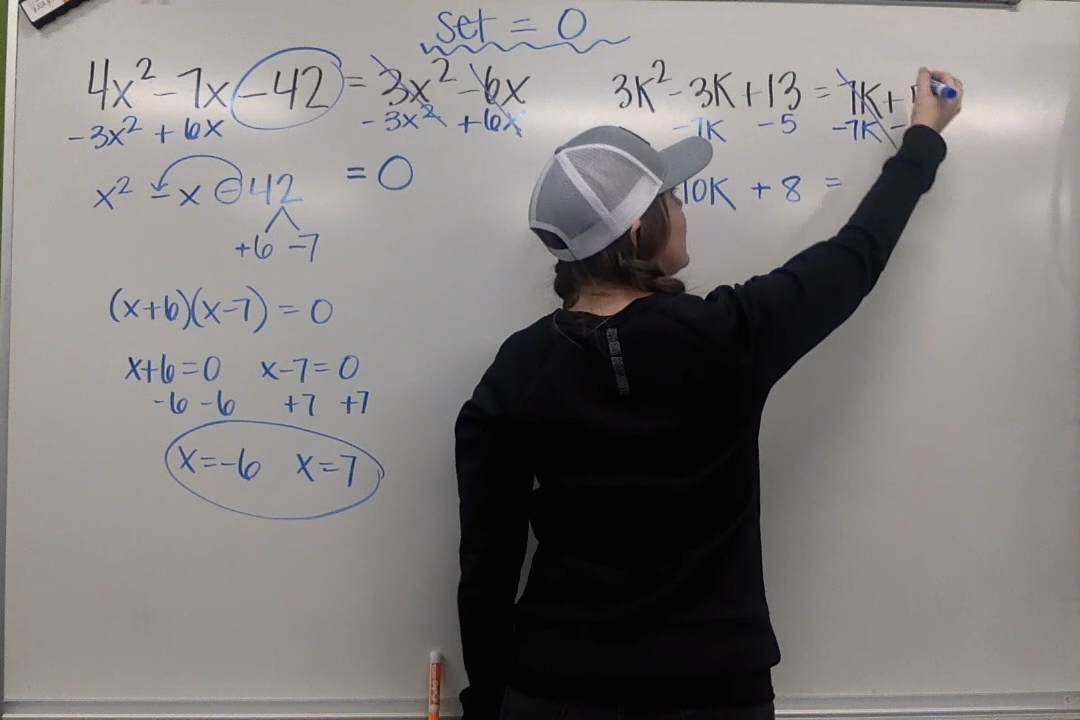 set = 0
4x² - 7x - 42 = 3x² - 6x
-3x² + 6x -3x² +6x
x² - x - 42 = 0
+6 -7
(x+6)(x-7) = 0
x+6=0 x-7=0
-6 -6 +7 +7
x=-6 x=7
3K² - 3K + 13 = 7K +
-7K -5 -7K -
10K + 8 =